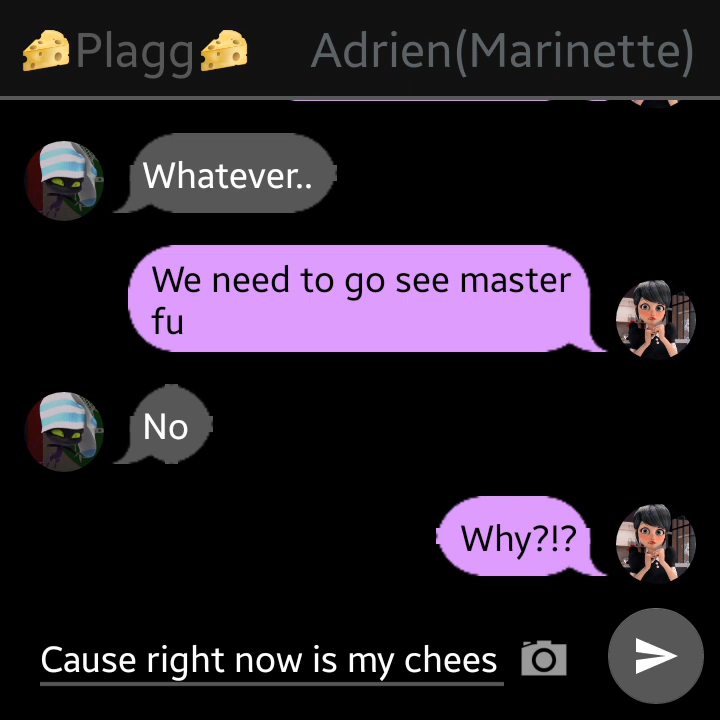 🧀Plagg🧀 Adrien(Marinette)
Whatever..
We need to go see master
fu
No
Why?!?
Cause right now is my chees